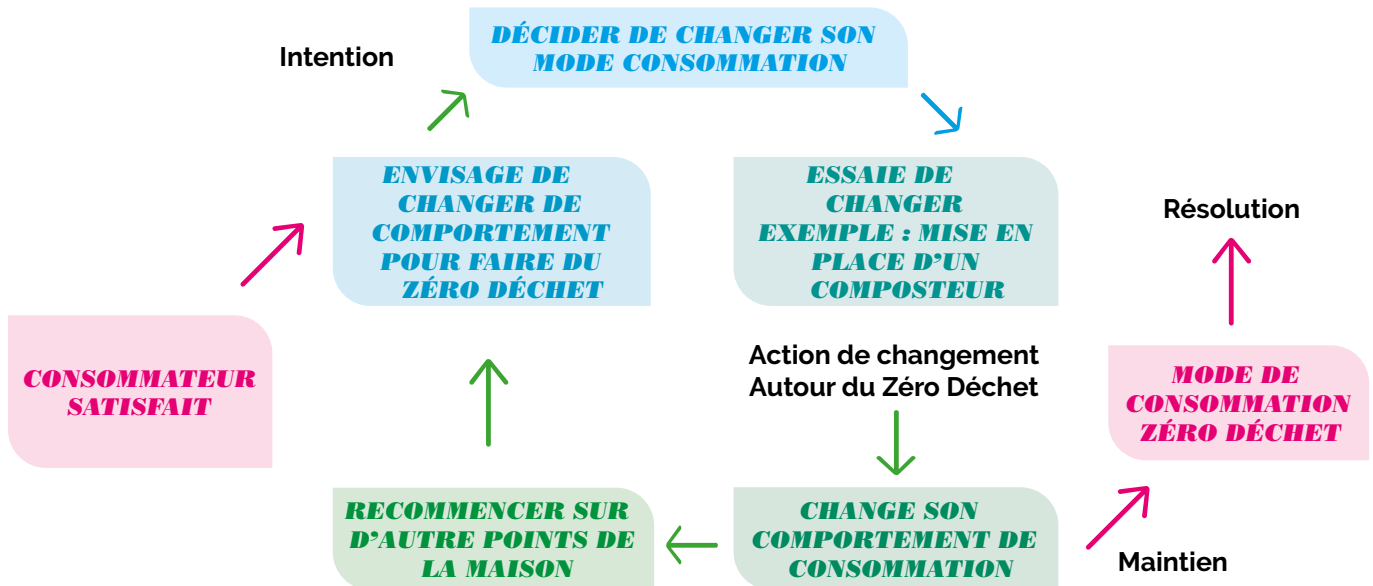 Intention
DÉCIDER DE CHANGER SON
MODE CONSOMMATION
ENVISAGE DE
CHANGER DE
COMPORTEMENT
POUR FAIRE DU
ZÉRO DÉCHET
ESSAIE DE
CHANGER
EXEMPLE : MISE EN
PLACE D'UN
COMPOSTEUR
Résolution
CONSOMMATEUR
SATISFAIT
Action de changement
Autour du Zéro Déchet
MODE DE
CONSOMMATION
ZÉRO DÉCHET
RECOMMENCER SUR
D'AUTRE POINTS DE
LA MAISON
CHANGE SON
COMPORTEMENT DE
CONSOMMATION
Maintien